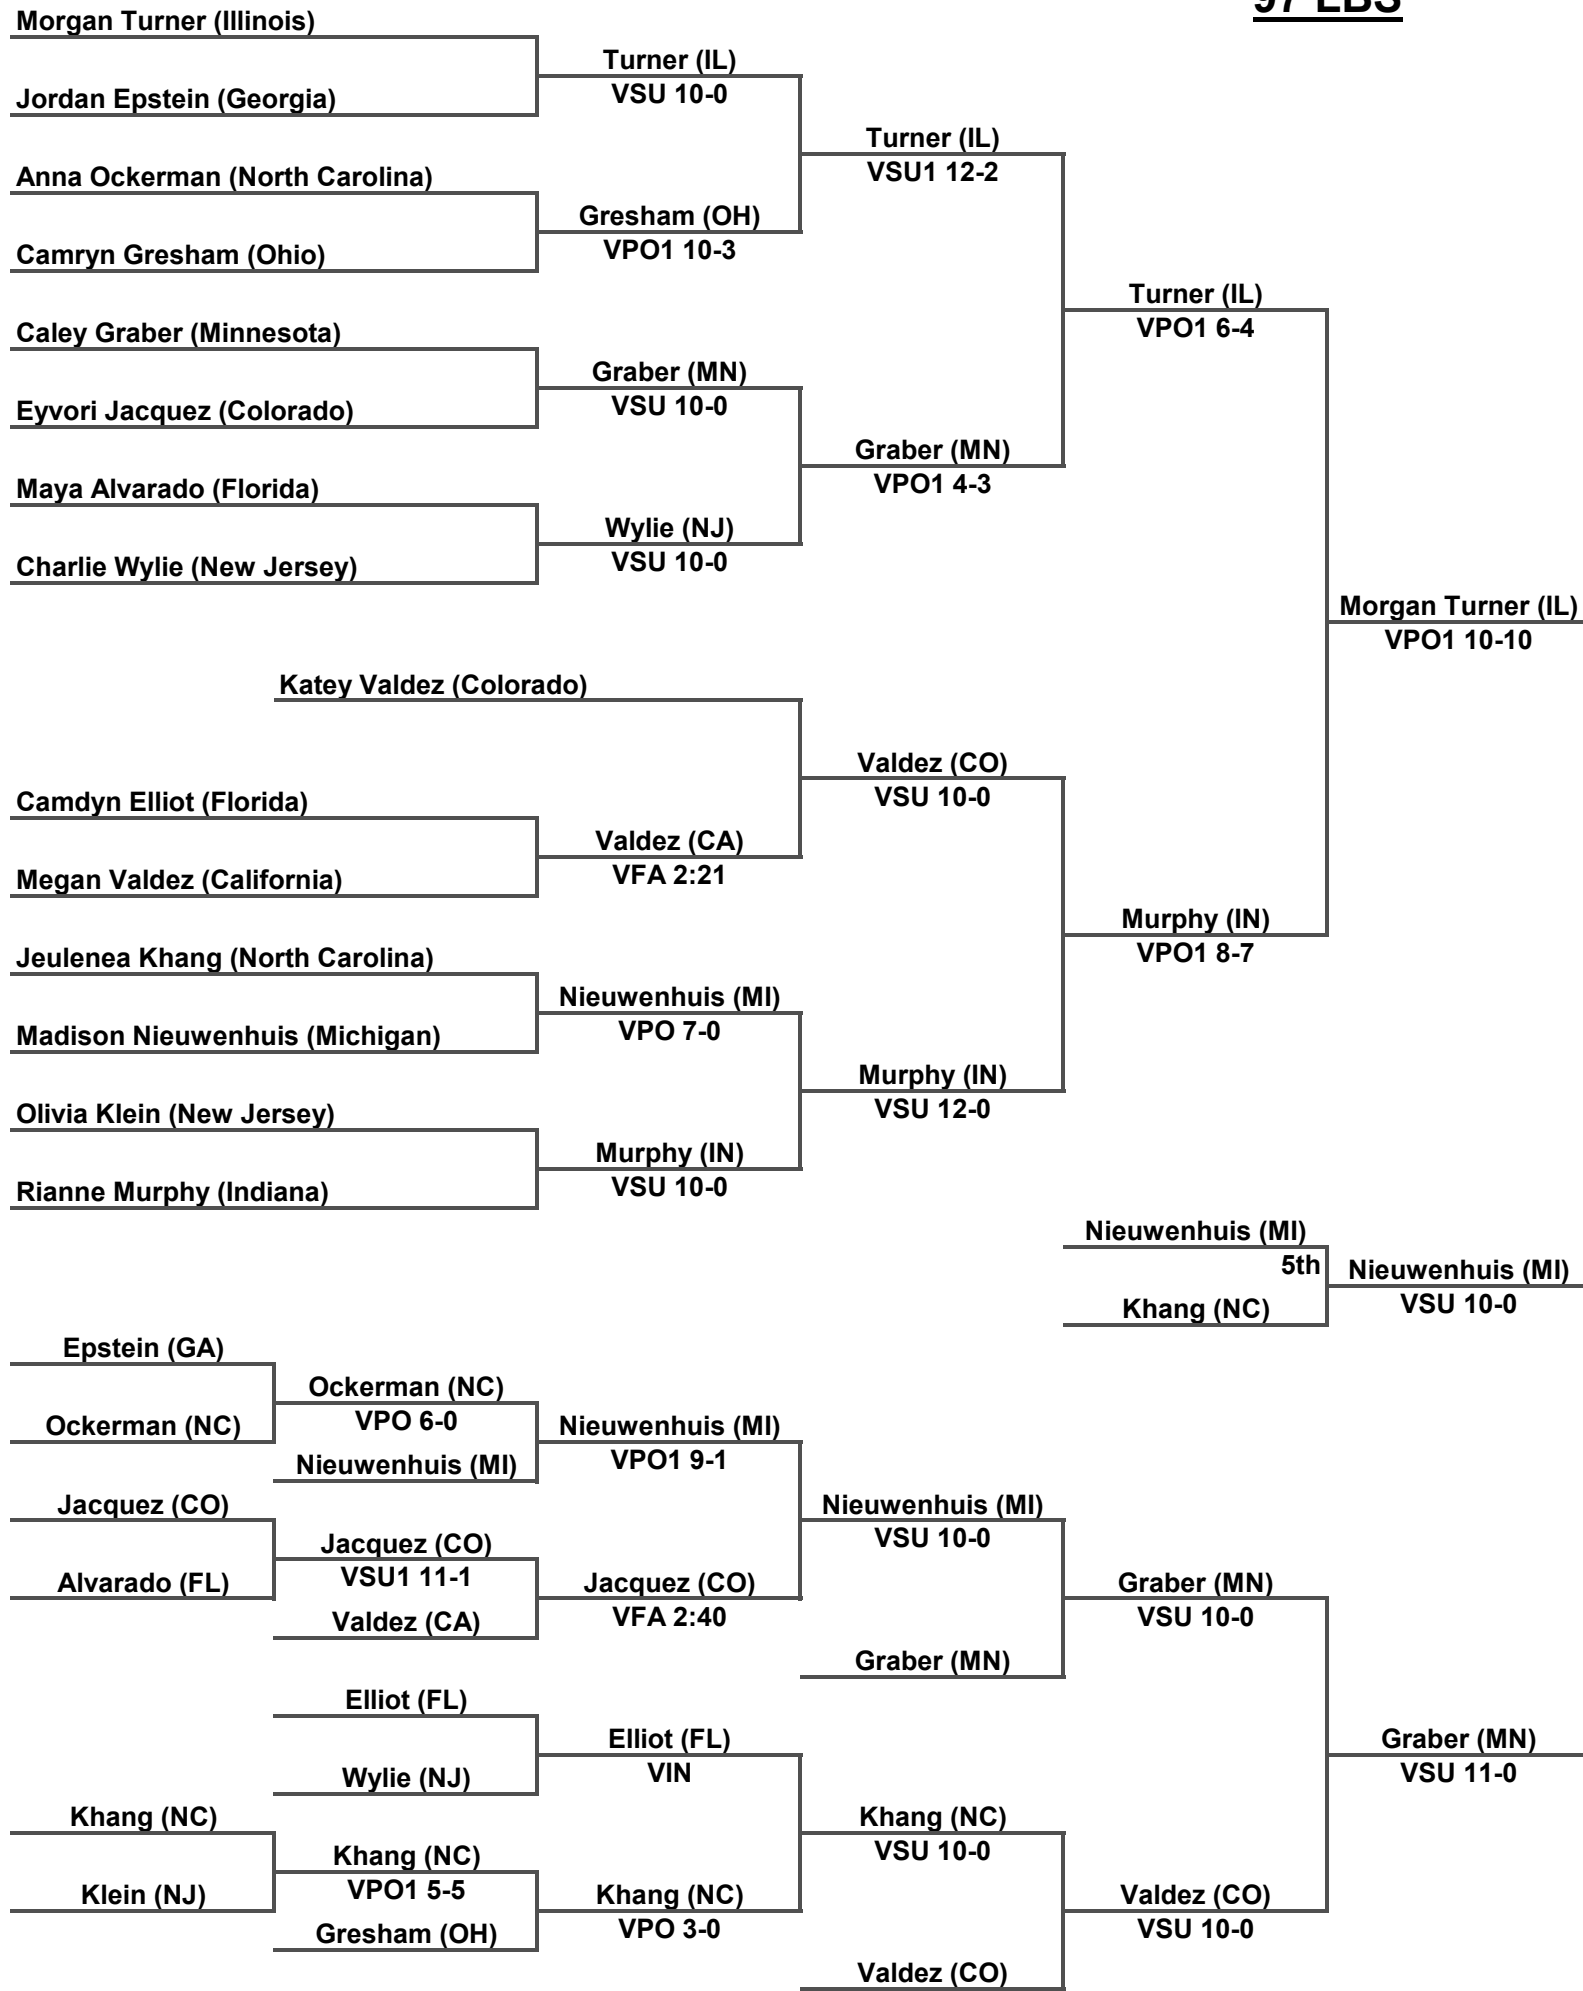 97 LBS
Morgan Turner (Illinois)
Turner (IL)
VSU 10-0
Jordan Epstein (Georgia)
Turner (IL)
VSU1 12-2
Anna Ockerman (North Carolina)
Gresham (OH)
VPO1 10-3
Camryn Gresham (Ohio)
Turner (IL)
VPO1 6-4
Caley Graber (Minnesota)
Graber (MN)
VSU 10-0
Eyvori Jacquez (Colorado)
Graber (MN)
VPO1 4-3
Maya Alvarado (Florida)
Wylie (NJ)
VSU 10-0
Charlie Wylie (New Jersey)
Morgan Turner (IL)
VPO1 10-10
Katey Valdez (Colorado)
Valdez (CO)
VSU 10-0
Camdyn Elliot (Florida)
Valdez (CA)
VFA 2:21
Megan Valdez (California)
Murphy (IN)
VPO1 8-7
Jeulenea Khang (North Carolina)
Nieuwenhuis (MI)
VPO 7-0
Madison Nieuwenhuis (Michigan)
Murphy (IN)
VSU 12-0
Olivia Klein (New Jersey)
Murphy (IN)
VSU 10-0
Rianne Murphy (Indiana)
Nieuwenhuis (MI)
5th
Nieuwenhuis (MI)
VSU 10-0
Khang (NC)
Epstein (GA)
Ockerman (NC)
VPO 6-0
Ockerman (NC)
Nieuwenhuis (MI)
VPO1 9-1
Nieuwenhuis (MI)
Jacquez (CO)
Nieuwenhuis (MI)
VSU 10-0
Jacquez (CO)
VSU1 11-1
Alvarado (FL)
Jacquez (CO)
VFA 2:40
Graber (MN)
VSU 10-0
Valdez (CA)
Graber (MN)
Elliot (FL)
Elliot (FL)
VIN
Graber (MN)
VSU 11-0
Wylie (NJ)
Khang (NC)
Khang (NC)
VSU 10-0
Khang (NC)
VPO1 5-5
Klein (NJ)
Khang (NC)
VPO 3-0
Valdez (CO)
VSU 10-0
Gresham (OH)
Valdez (CO)